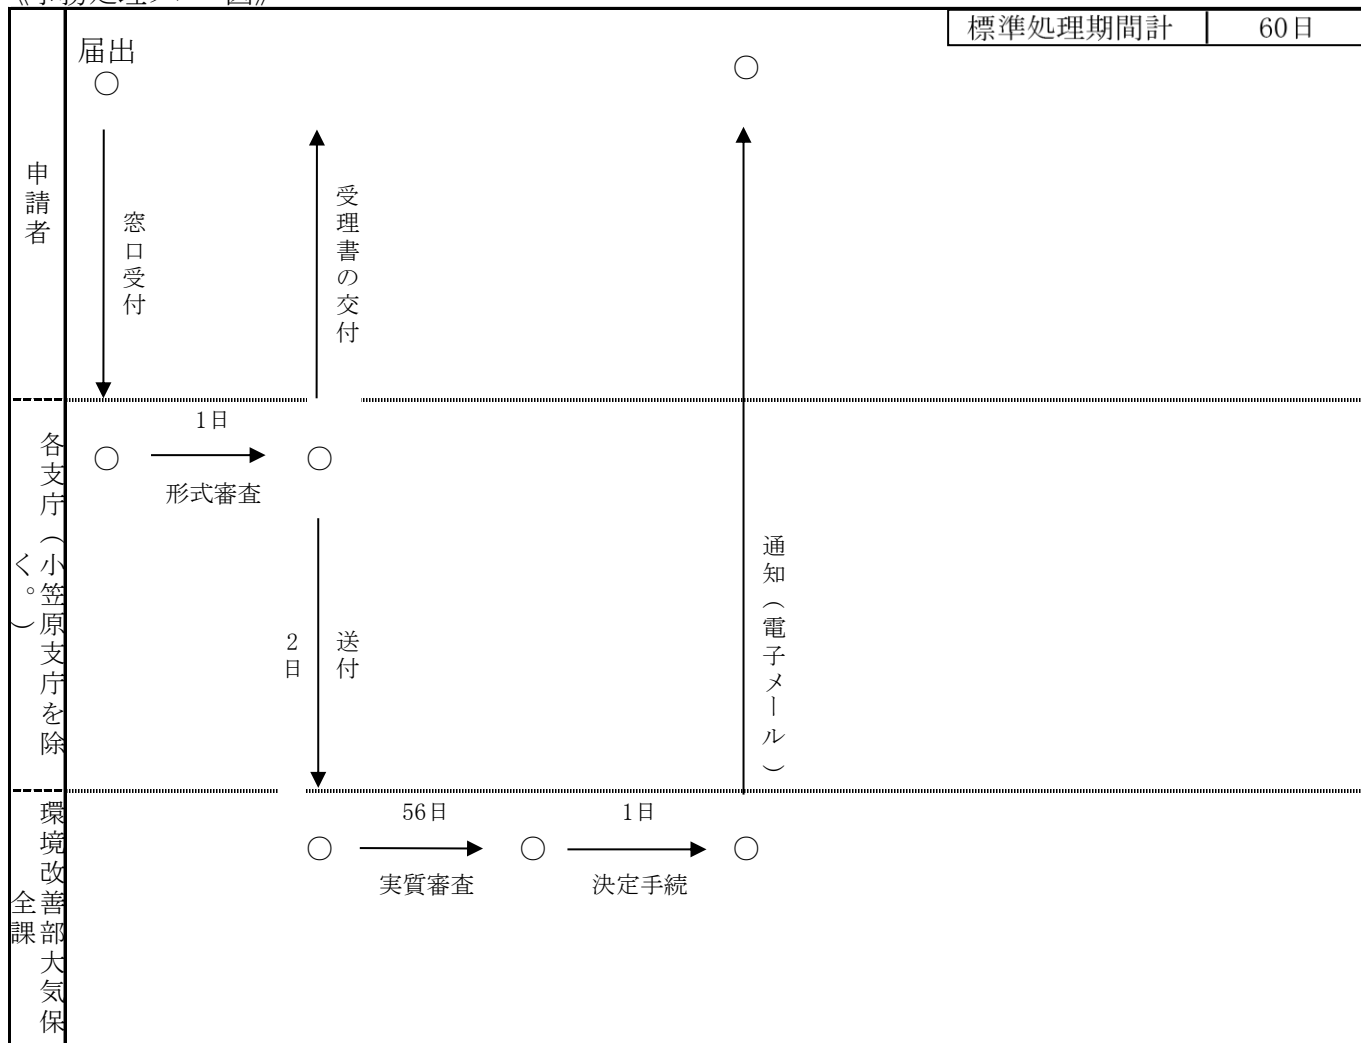 標準処理期間計 60日
届出
申請者
窓口受付
受理書の交付
1日
形式審査
各支庁(小笠原支庁を除
く。)
2日
送付
通知(電子メール)
56日
実質審査
1日
決定手続
環境改善部大気保
全課